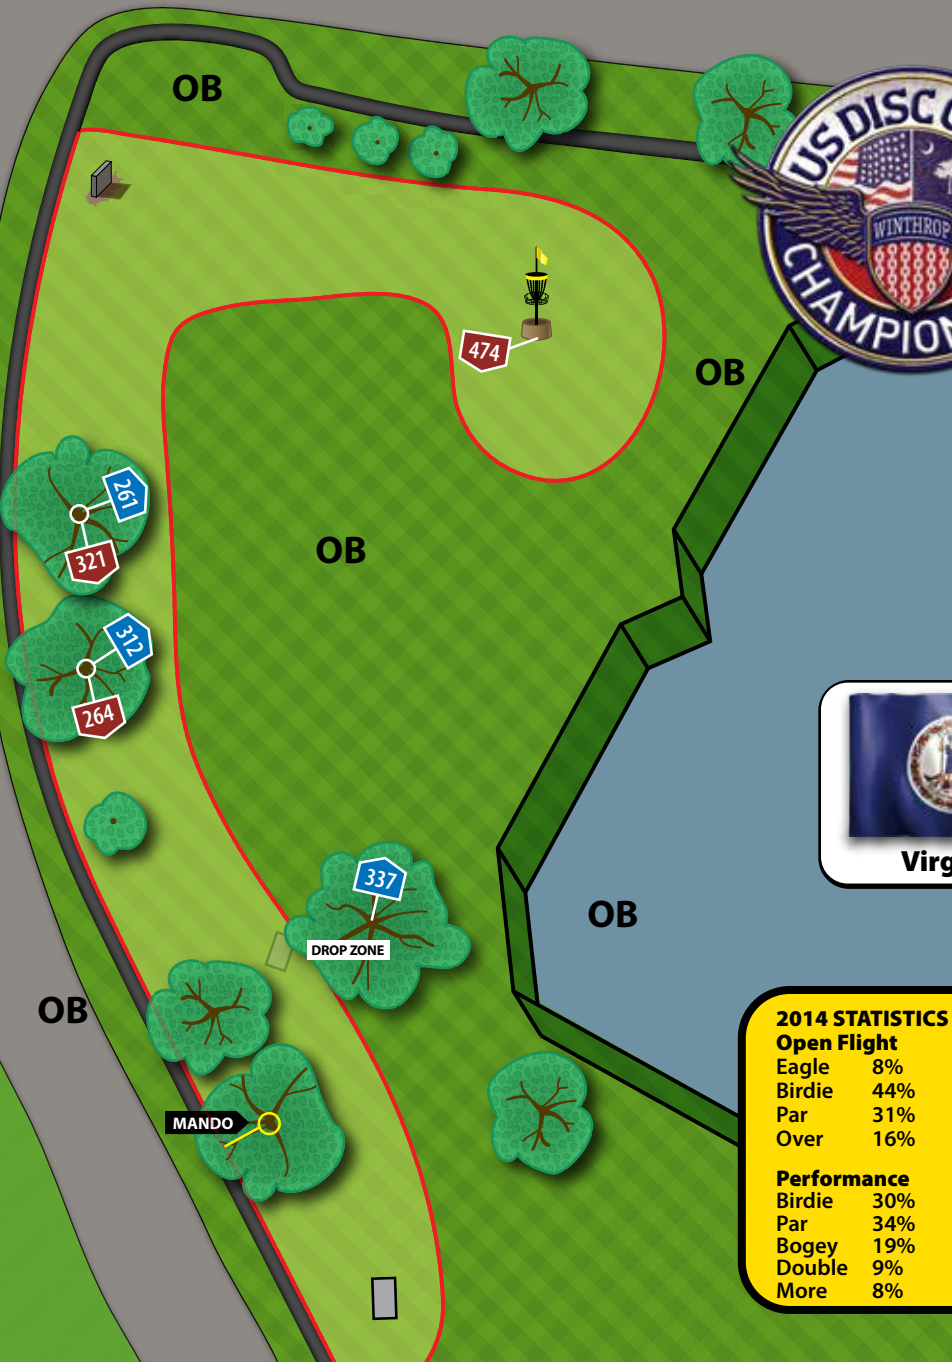 OB
US DISC
WINTHROP
CHAMPION
474
OB
261
321
OB
312
264
Virg
337
DROP ZONE
OB
OB
MANDO
2014 STATISTICS
Open Flight
Eagle 8%
Birdie 44%
Par 31%
Over 16%
Performance
Birdie 30%
Par 34%
Bogey 19%
Double 9%
More 8%